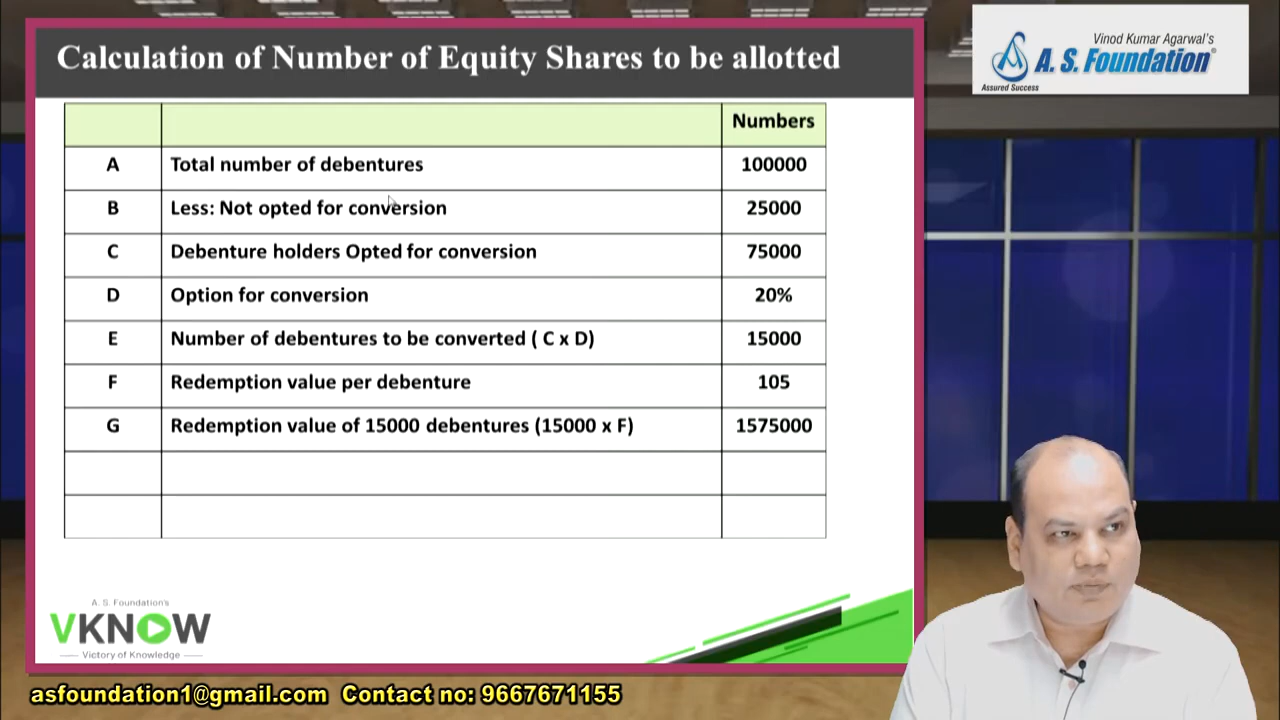 Calculation of Number of Equity Shares to be allotted
Vinod Kumar Agarwal's
A. S. Foundation®
Assured Success
Numbers
A Total number of debentures 100000
B Less: Not opted for conversion 25000
C Debenture holders Opted for conversion 75000
D Option for conversion 20%
E Number of debentures to be converted ( C x D) 15000
F Redemption value per debenture 105
G Redemption value of 15000 debentures (15000 x F) 1575000
A. S. Foundation's
VKNOW
Victory of Knowledge
asfoundation1@gmail.com Contact no: 9667671155